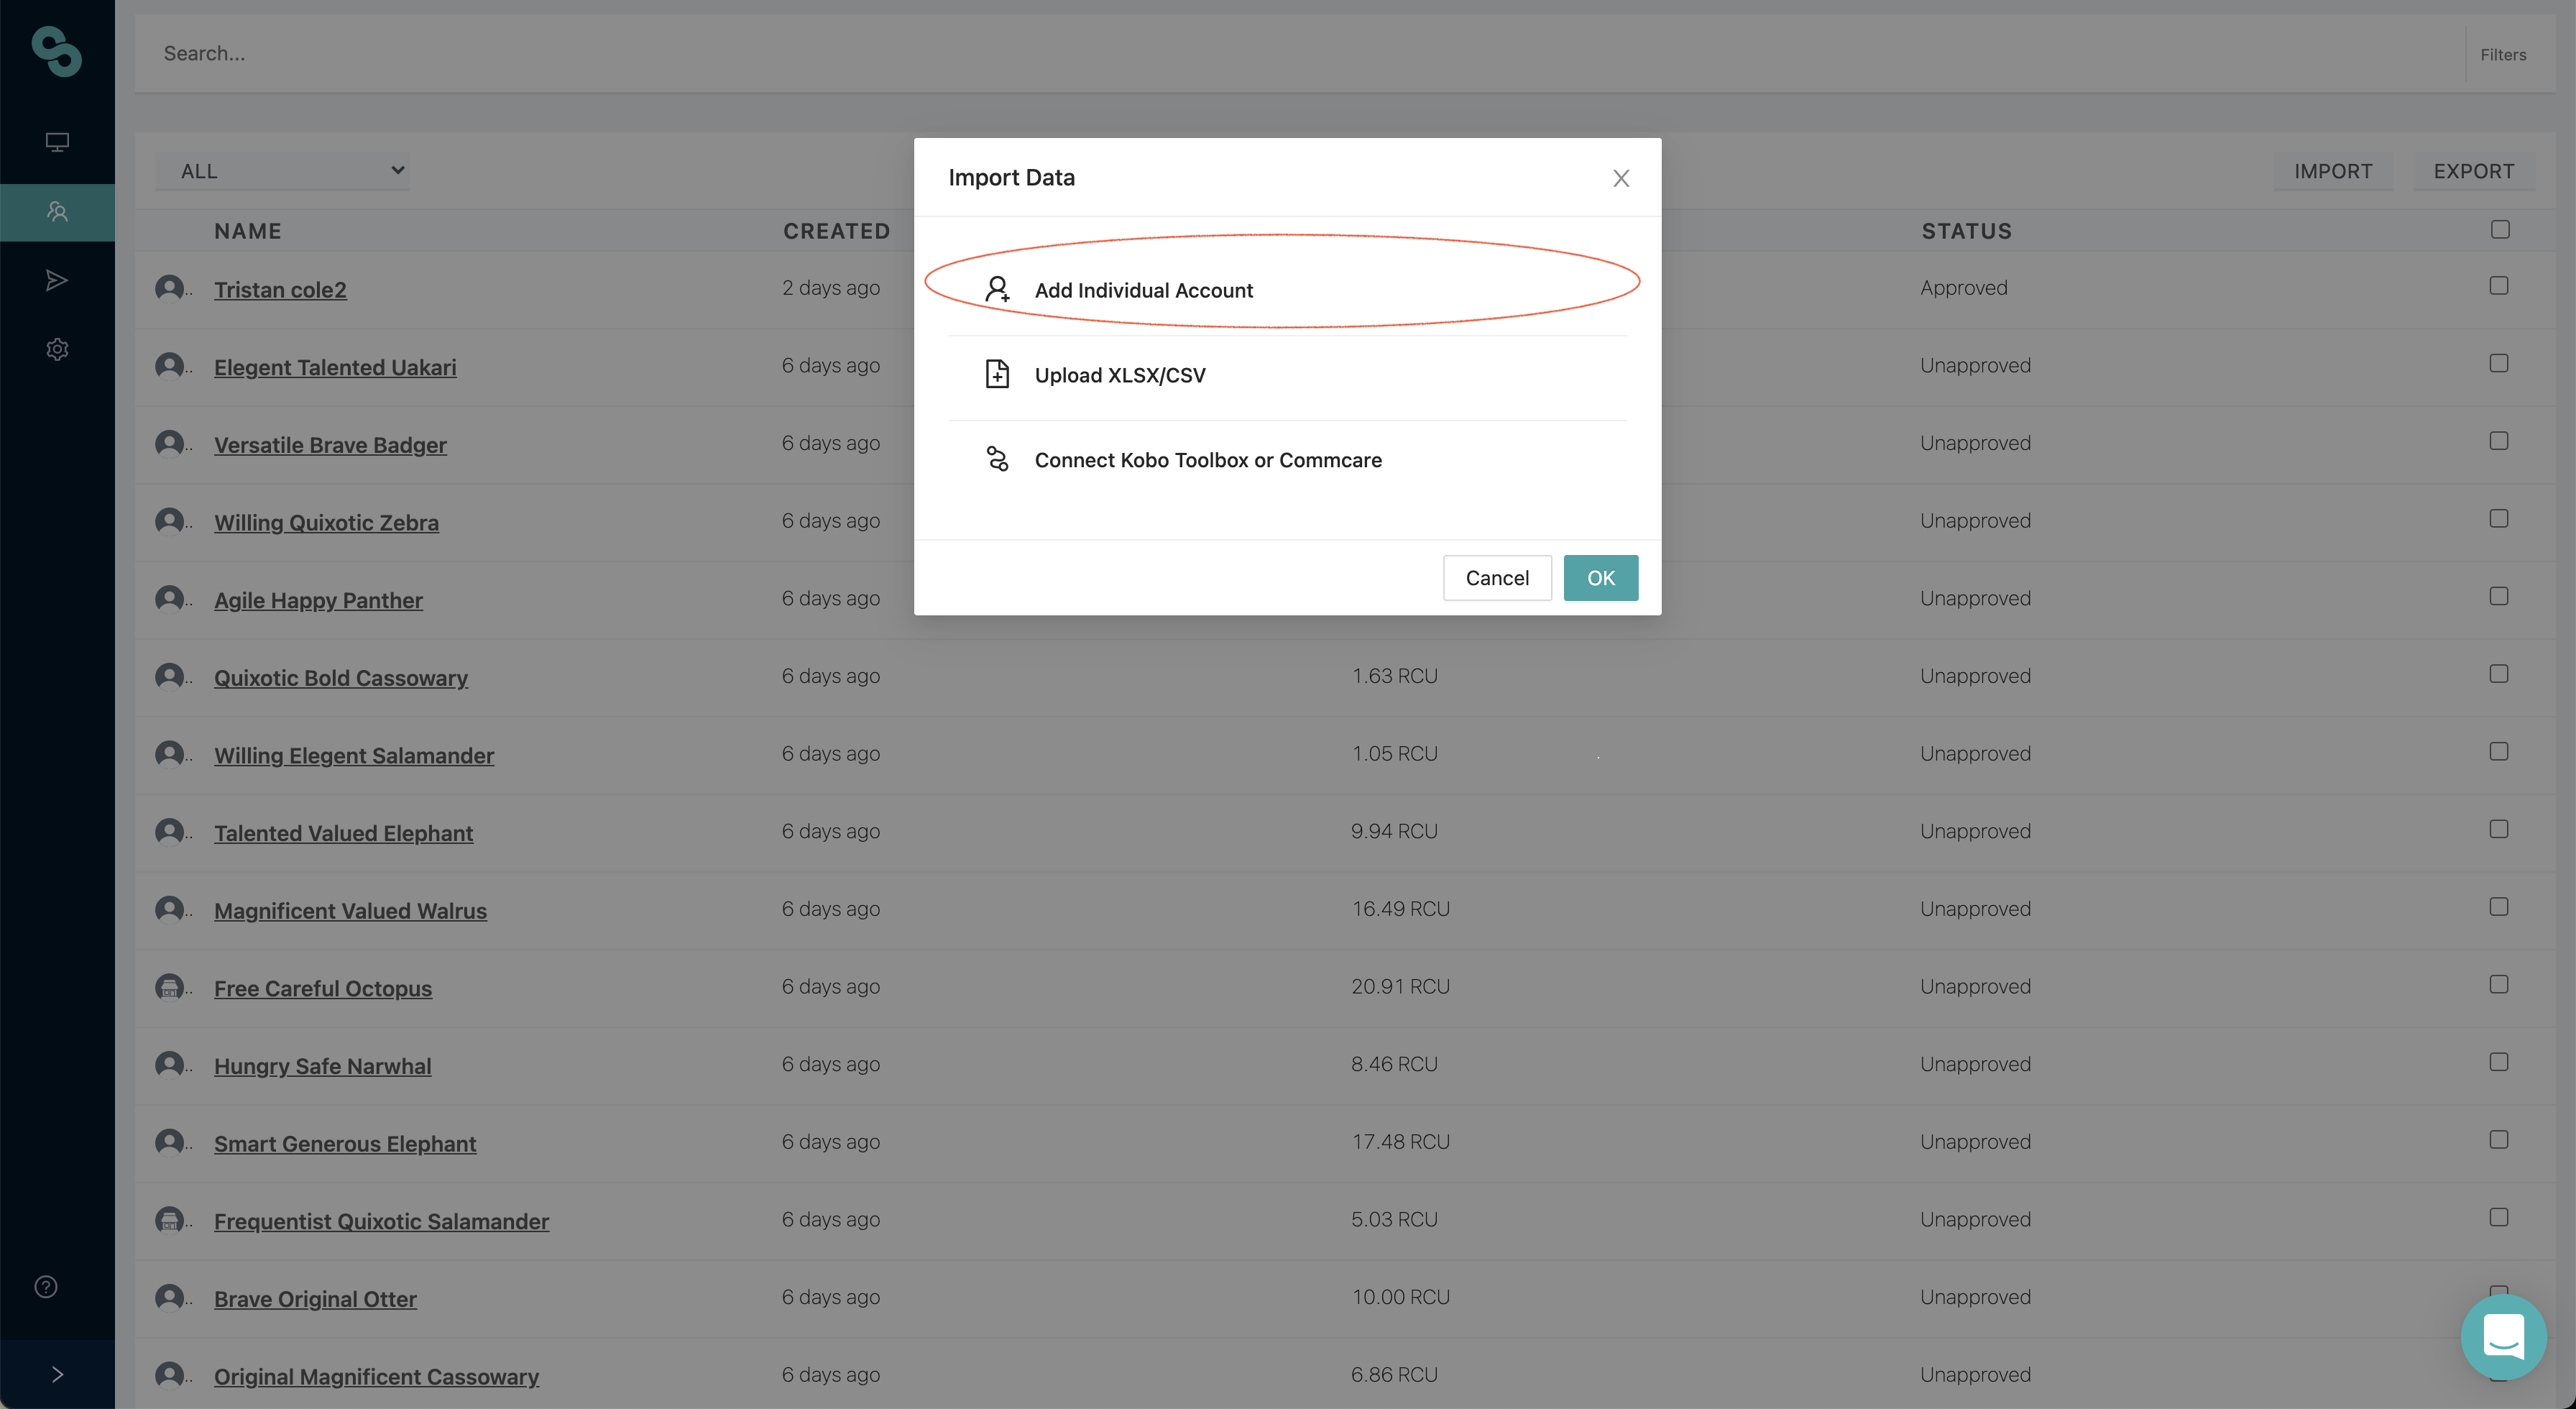 Search...
Filters
ALL
IMPORT
EXPORT
NAME
CREATED
STATUS
Import Data
Add Individual Account
Upload XLSX/CSV
Connect Kobo Toolbox or Commcare
Cancel
OK
Tristan cole2 2 days ago Approved
Elegent Talented Uakari 6 days ago Unapproved
Versatile Brave Badger 6 days ago Unapproved
Willing Quixotic Zebra 6 days ago Unapproved
Agile Happy Panther 6 days ago Unapproved
Quixotic Bold Cassowary 6 days ago 1.63 RCU Unapproved
Willing Elegent Salamander 6 days ago 1.05 RCU Unapproved
Talented Valued Elephant 6 days ago 9.94 RCU Unapproved
Magnificent Valued Walrus 6 days ago 16.49 RCU Unapproved
Free Careful Octopus 6 days ago 20.91 RCU Unapproved
Hungry Safe Narwhal 6 days ago 8.46 RCU Unapproved
Smart Generous Elephant 6 days ago 17.48 RCU Unapproved
Frequentist Quixotic Salamander 6 days ago 5.03 RCU Unapproved
Brave Original Otter 6 days ago 10.00 RCU Unapproved
Original Magnificent Cassowary 6 days ago 6.86 RCU Unapproved